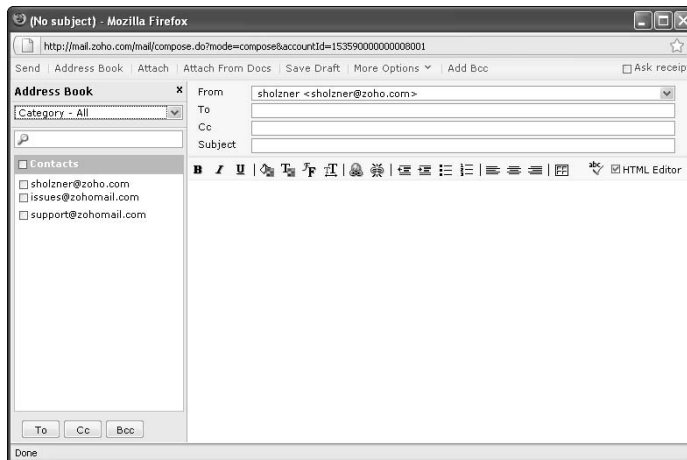 (No subject) - Mozilla Firefox
http://mail.zoho.com/mail/compose.do?mode=compose&accountId=153590000000008001
Send | Address Book | Attach | Attach From Docs | Save Draft | More Options | Add Bcc Ask receip
Address Book x
Category - All
Contacts
sholzner@zoho.com
issues@zohomail.com
support@zohomail.com
To Cc Bcc
From sholzner <sholzner@zoho.com>
To
Cc
Subject
B I U abc HTML Editor
Done